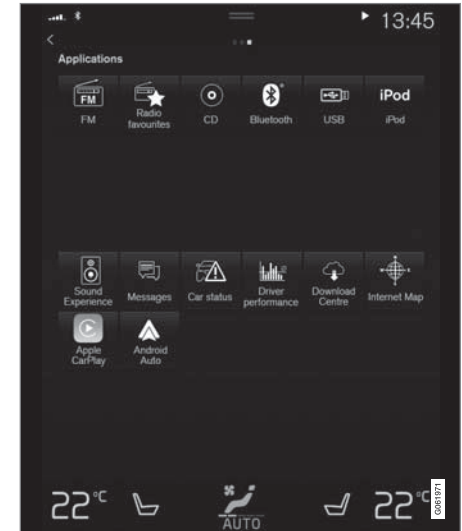 13:45
Applications
FM
iPod
FM
Radio
favourites
CD
Bluetooth
USB
iPod
Sound
Experience
Messages
Car status
Driver
performance
Download
Centre
Internet Map
Apple
CarPlay
Android
Auto
22°C
AUTO
22°C
G061971